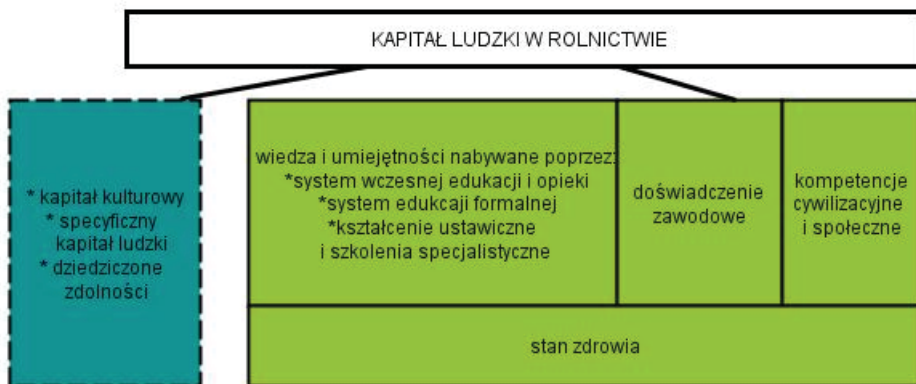 KAPITAŁ LUDZKI W ROLNICTWIE
* kapitał kulturowy
* specyficzny
kapitał ludzki
* dziedziczone
zdolności
wiedza i umiejętności nabywane poprzez:
*system wczesnej edukacji i opieki
*system edukcaji formalnej
*kształcenie ustawiczne
i szkolenia specjalistyczne
doświadczenie
zawodowe
kompetencje
cywilizacyjne
i społeczne
stan zdrowia